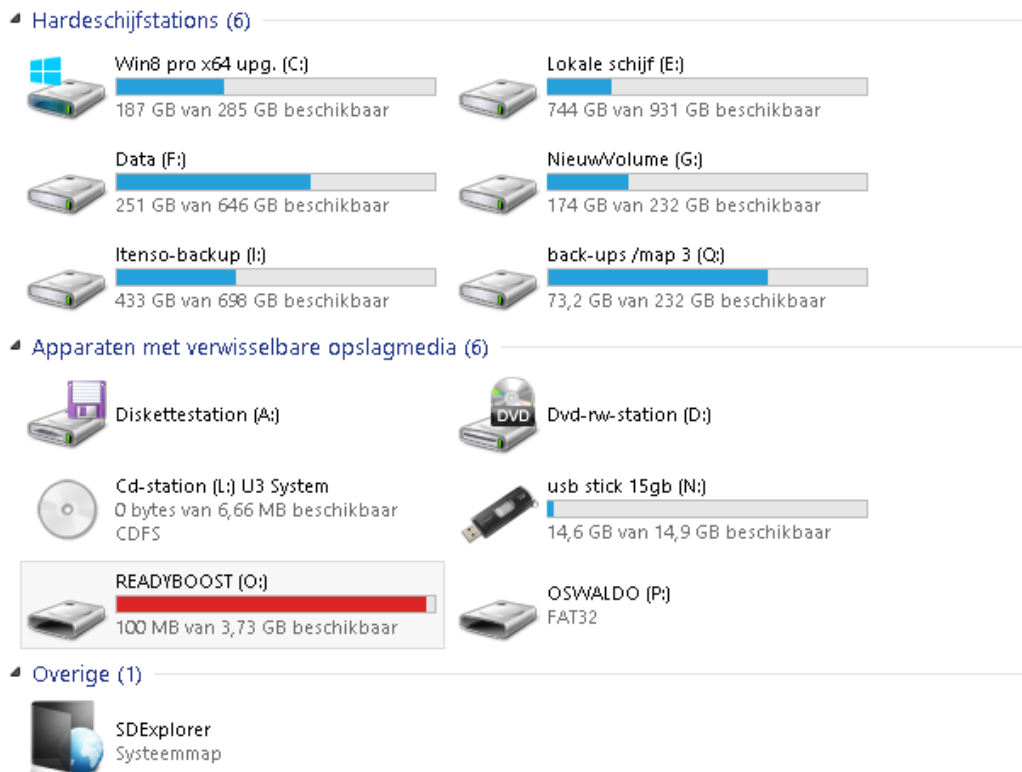 Hardeschijfstations (6)
Win8 pro x64 upg. (C:)
187 GB van 285 GB beschikbaar
Lokale schijf (E:)
744 GB van 931 GB beschikbaar
Data (F:)
251 GB van 646 GB beschikbaar
NieuwVolume (G:)
174 GB van 232 GB beschikbaar
Itenso-backup (I:)
433 GB van 698 GB beschikbaar
back-ups /map 3 (Q:)
73,2 GB van 232 GB beschikbaar
Apparaten met verwisselbare opslagmedia (6)
Diskettestation (A:)
DVD
Dvd-rw-station (D:)
Cd-station (L:) U3 System
0 bytes van 6,66 MB beschikbaar
CDFS
usb stick 15gb (N:)
14,6 GB van 14,9 GB beschikbaar
READYBOOST (O:)
100 MB van 3,73 GB beschikbaar
OSWALDO (P:)
FAT32
Overige (1)
SDExplorer
Systeemmap